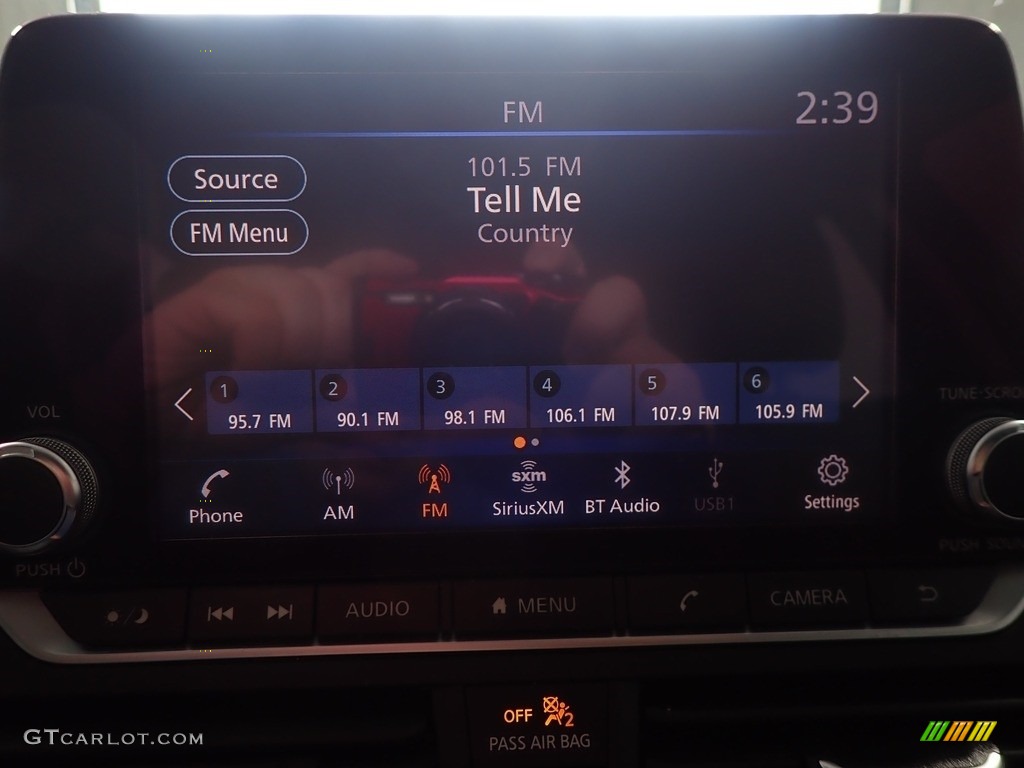 FM
2:39
Source
101.5 FM
Tell Me
FM Menu
Country
1 2 3 4 5 6
95.7 FM 90.1 FM 98.1 FM 106.1 FM 107.9 FM 105.9 FM
VOL
TUNE·SCRO
sxm
Phone AM FM SiriusXM BT Audio USB1 Settings
PUSH
PUSH SOUN
AUDIO MENU CAMERA
OFF 2
PASS AIR BAG
GTCARLOT.COM